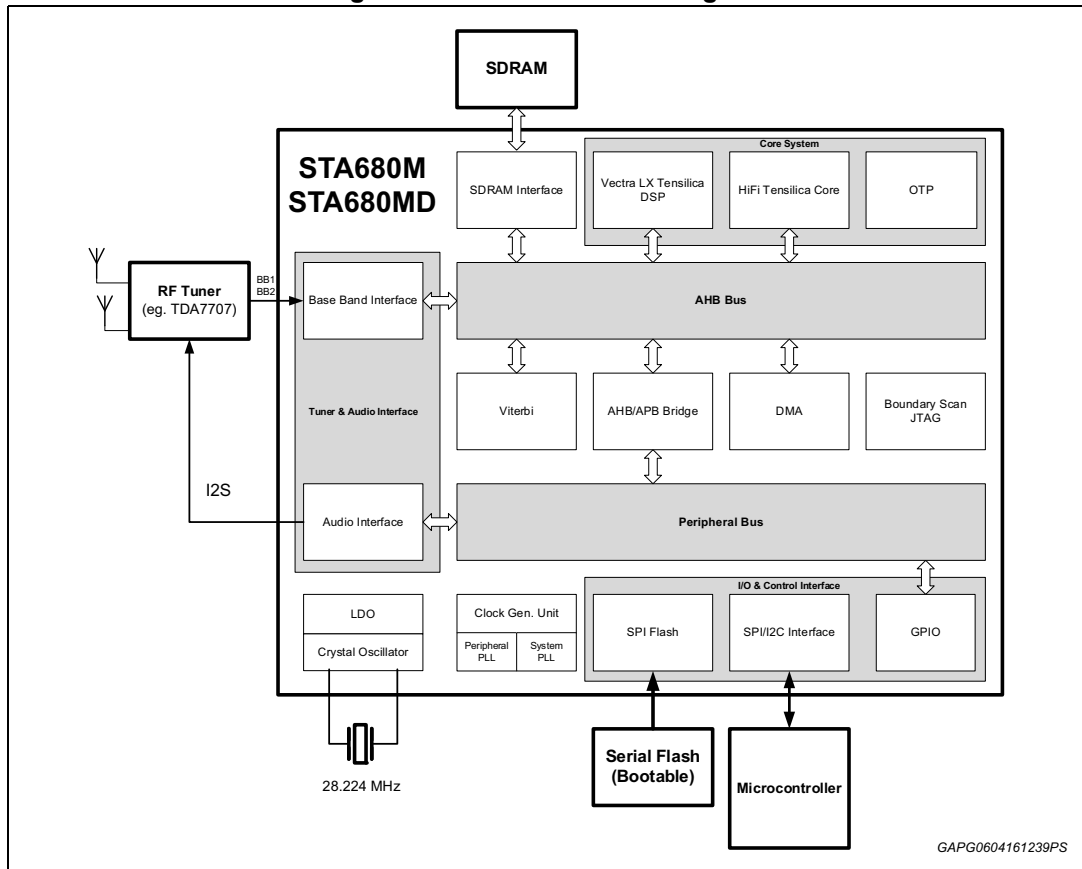 SDRAM
STA680M
STA680MD
SDRAM Interface
Core System
Vectra LX Tensilica
DSP
HiFi Tensilica Core
OTP
RF Tuner
(eg. TDA7707)
BB1
BB2
Base Band Interface
AHB Bus
Tuner & Audio Interface
Viterbi
AHB/APB Bridge
DMA
Boundary Scan
JTAG
I2S
Audio Interface
Peripheral Bus
I/O & Control Interface
LDO
Crystal Oscillator
Clock Gen. Unit
Peripheral
PLL
System
PLL
SPI Flash
SPI/I2C Interface
GPIO
28.224 MHz
Serial Flash
(Bootable)
Microcontroller
GAPG0604161239PS